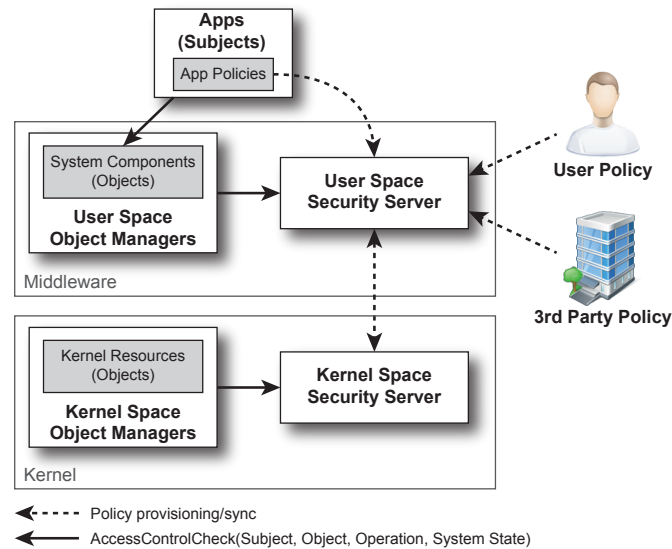 Apps
(Subjects)
App Policies
System Components
(Objects)
User Space
Object Managers
User Space
Security Server
Middleware
User Policy
3rd Party Policy
Kernel Resources
(Objects)
Kernel Space
Object Managers
Kernel Space
Security Server
Kernel
Policy provisioning/sync
AccessControlCheck(Subject, Object, Operation, System State)